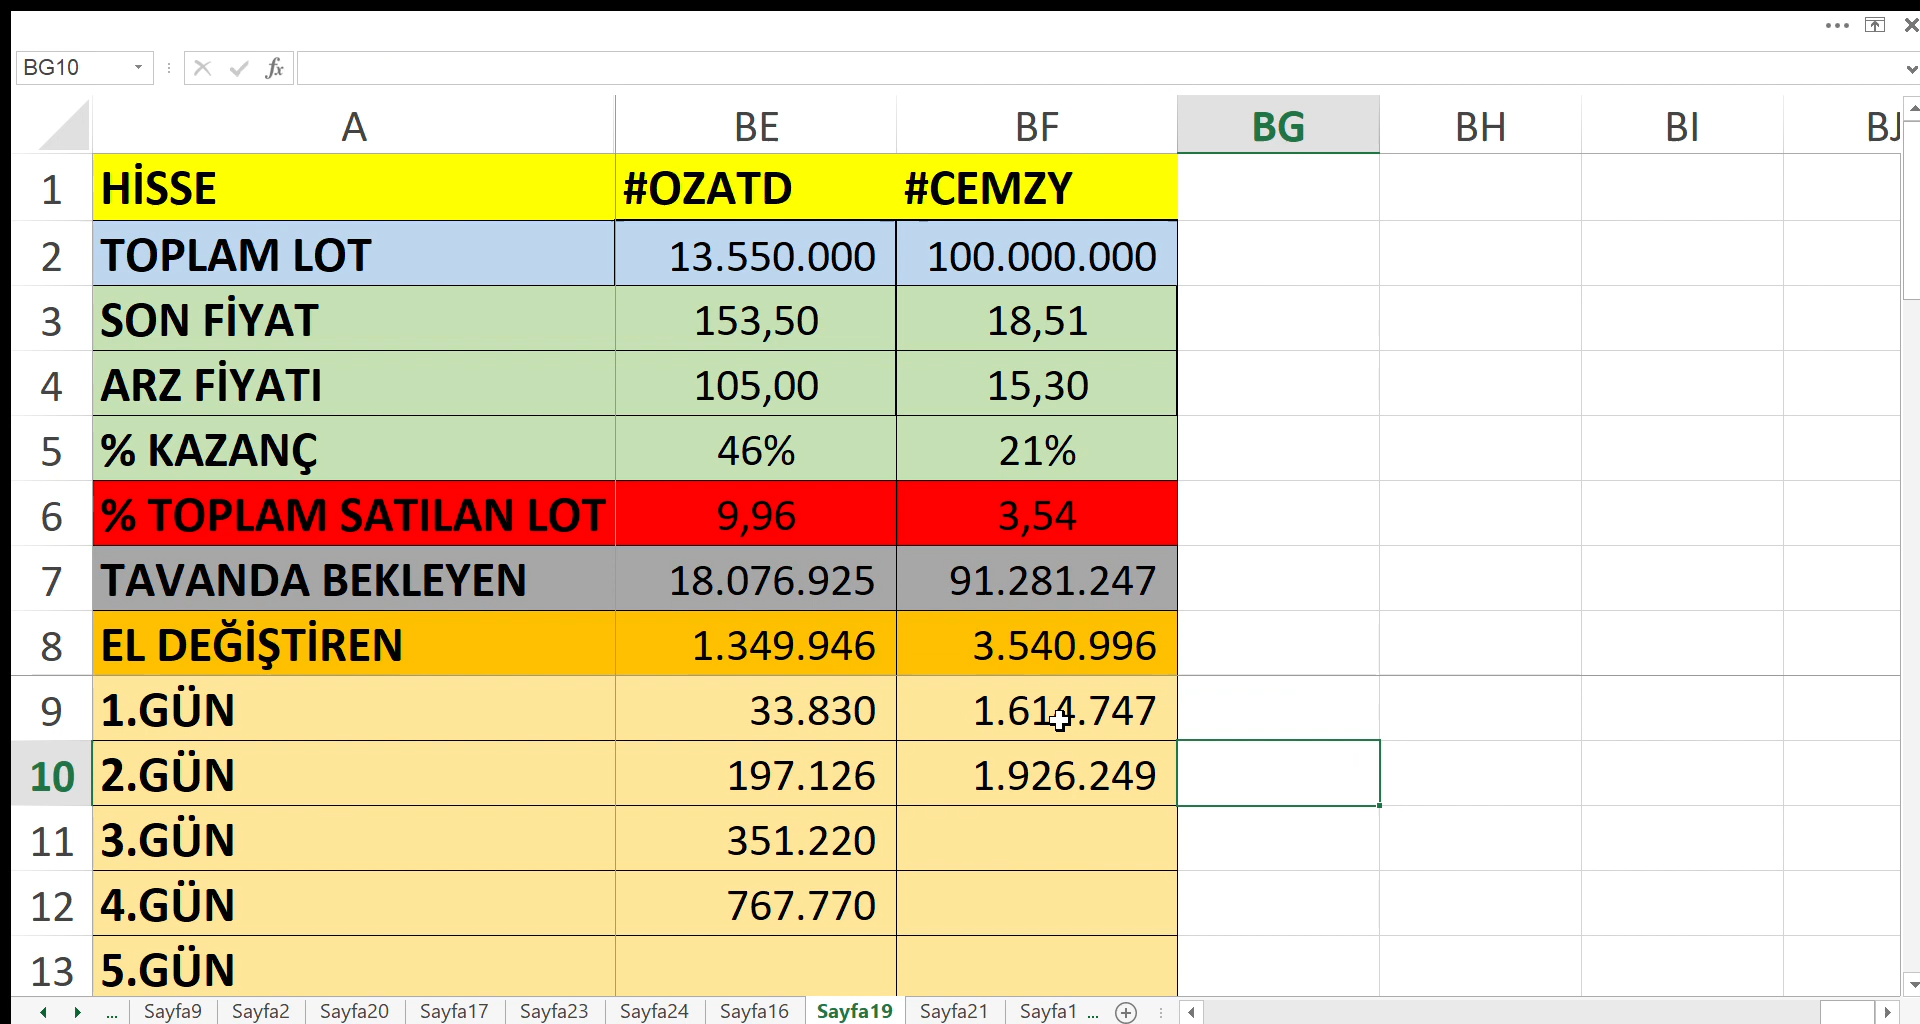 BG10 fx
A BE BF BG BH BI BJ
1 HİSSE #OZATD #CEMZY
2 TOPLAM LOT 13.550.000 100.000.000
3 SON FİYAT 153,50 18,51
4 ARZ FİYATI 105,00 15,30
5 % KAZANÇ 46% 21%
6 % TOPLAM SATILAN LOT 9,96 3,54
7 TAVANDA BEKLEYEN 18.076.925 91.281.247
8 EL DEĞİŞTİREN 1.349.946 3.540.996
9 1.GÜN 33.830 1.614.747
10 2.GÜN 197.126 1.926.249
11 3.GÜN 351.220
12 4.GÜN 767.770
13 5.GÜN
... Sayfa9 Sayfa2 Sayfa20 Sayfa17 Sayfa23 Sayfa24 Sayfa16 Sayfa19 Sayfa21 Sayfa1 ...